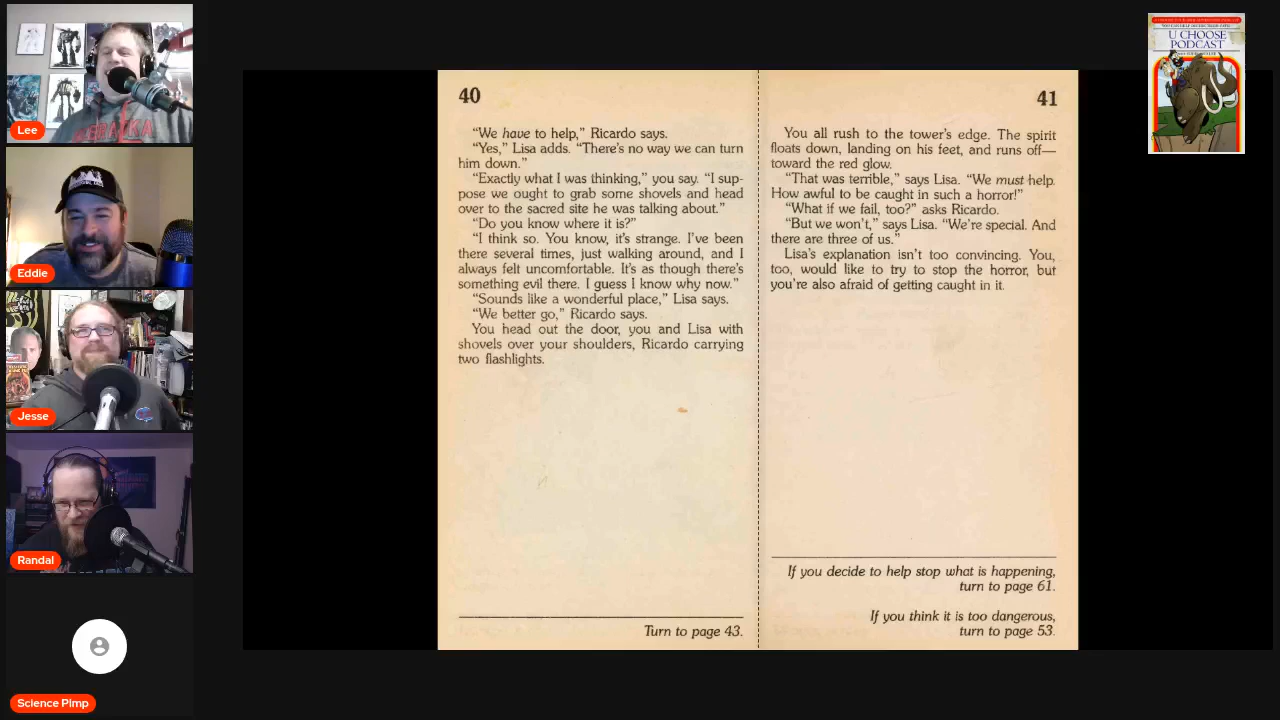 Lee
Eddie
Jesse
Randal
Science Pimp
40
“We have to help,” Ricardo says.
“Yes,” Lisa adds. “There’s no way we can turn
him down.”
“Exactly what I was thinking,” you say. “I sup-
pose we ought to grab some shovels and head
over to the sacred site he was talking about.”
“Do you know where it is?”
“I think so. You know, it’s strange. I’ve been
there several times, just walking around, and I
always felt uncomfortable. It’s as though there’s
something evil there. I guess I know why now.”
“Sounds like a wonderful place,” Lisa says.
“We better go,” Ricardo says.
You head out the door, you and Lisa with
shovels over your shoulders, Ricardo carrying
two flashlights.
Turn to page 43.
41
You all rush to the tower’s edge. The spirit
floats down, landing on his feet, and runs off—
toward the red glow.
“That was terrible,” says Lisa. “We must help.
How awful to be caught in such a horror!”
“What if we fail, too?” asks Ricardo.
“But we won’t,” says Lisa. “We’re special. And
there are three of us.”
Lisa’s explanation isn’t too convincing. You,
too, would like to try to stop the horror, but
you’re also afraid of getting caught in it.
If you decide to help stop what is happening,
turn to page 61.
If you think it is too dangerous,
turn to page 53.
U CHOOSE
PODCAST